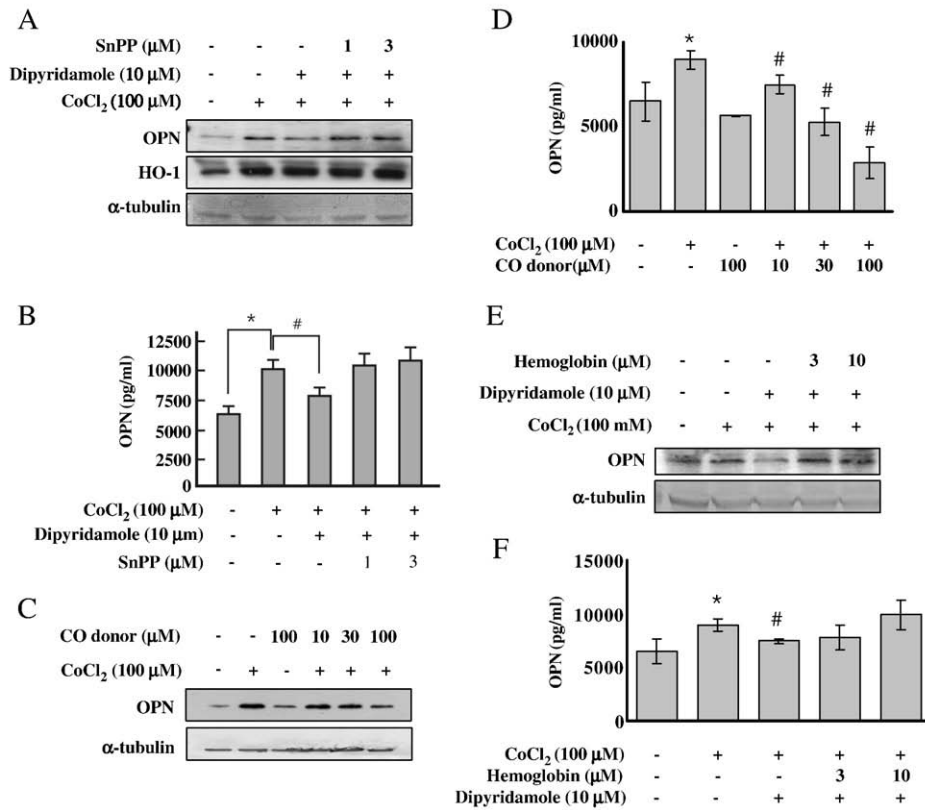 A
SnPP (µM) - - - 1 3
Dipyridamole (10 µM) - - + + +
CoCl2 (100 µM) - + + + +
OPN
HO-1
α-tubulin
B
* #
OPN (pg/ml)
12500
10000
7500
5000
2500
0
CoCl2 (100 µM) - + + + +
Dipyridamole (10 µm) - - + + +
SnPP (µM) - - - 1 3
C
CO donor (µM) - - 100 10 30 100
CoCl2 (100 µM) - + - + + +
OPN
α-tubulin
D
OPN (pg/ml)
10000
5000
0
* # # #
CoCl2 (100 µM) - + - + + +
CO donor(µM) - - 100 10 30 100
E
Hemoglobin (µM) - - - 3 10
Dipyridamole (10 µM) - - + + +
CoCl2 (100 mM) - + + + +
OPN
α-tubulin
F
OPN (pg/ml)
15000
10000
5000
0
* #
CoCl2 (100 µM) - + + + +
Hemoglobin (µM) - - - 3 10
Dipyridamole (10 µM) - - + + +